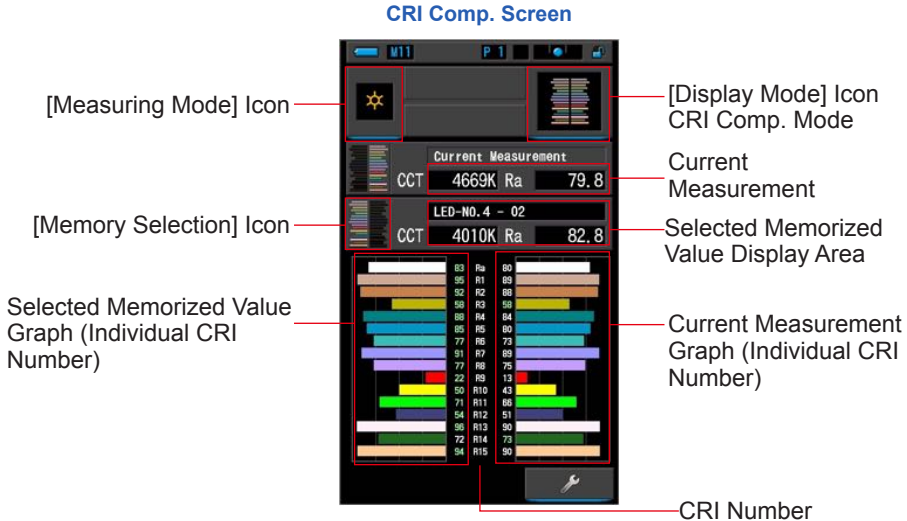 CRI Comp. Screen
M11 P 1
[Measuring Mode] Icon
[Display Mode] Icon
CRI Comp. Mode
Current Measurement
CCT 4669K Ra 79.8
Current
Measurement
[Memory Selection] Icon
LED-NO.4 - 02
CCT 4010K Ra 82.8
Selected Memorized
Value Display Area
Selected Memorized Value
Graph (Individual CRI
Number)
83 Ra 80
95 R1 89
92 R2 88
58 R3 58
88 R4 84
85 R5 80
77 R6 73
91 R7 89
77 R8 75
22 R9 13
50 R10 43
71 R11 66
54 R12 51
96 R13 90
72 R14 73
94 R15 90
Current Measurement
Graph (Individual CRI
Number)
CRI Number